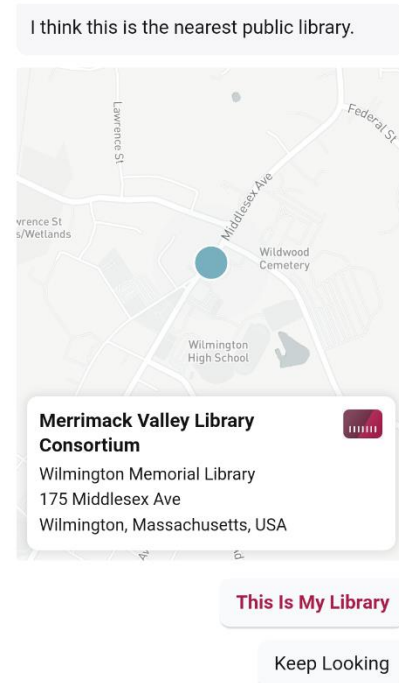 I think this is the nearest public library.
Lawrence St
Federal St
Middlesex Ave
wrence St
s/Wetlands
Wildwood
Cemetery
Wilmington
High School
Merrimack Valley Library
Consortium
Wilmington Memorial Library
175 Middlesex Ave
Wilmington, Massachusetts, USA
This Is My Library
Keep Looking